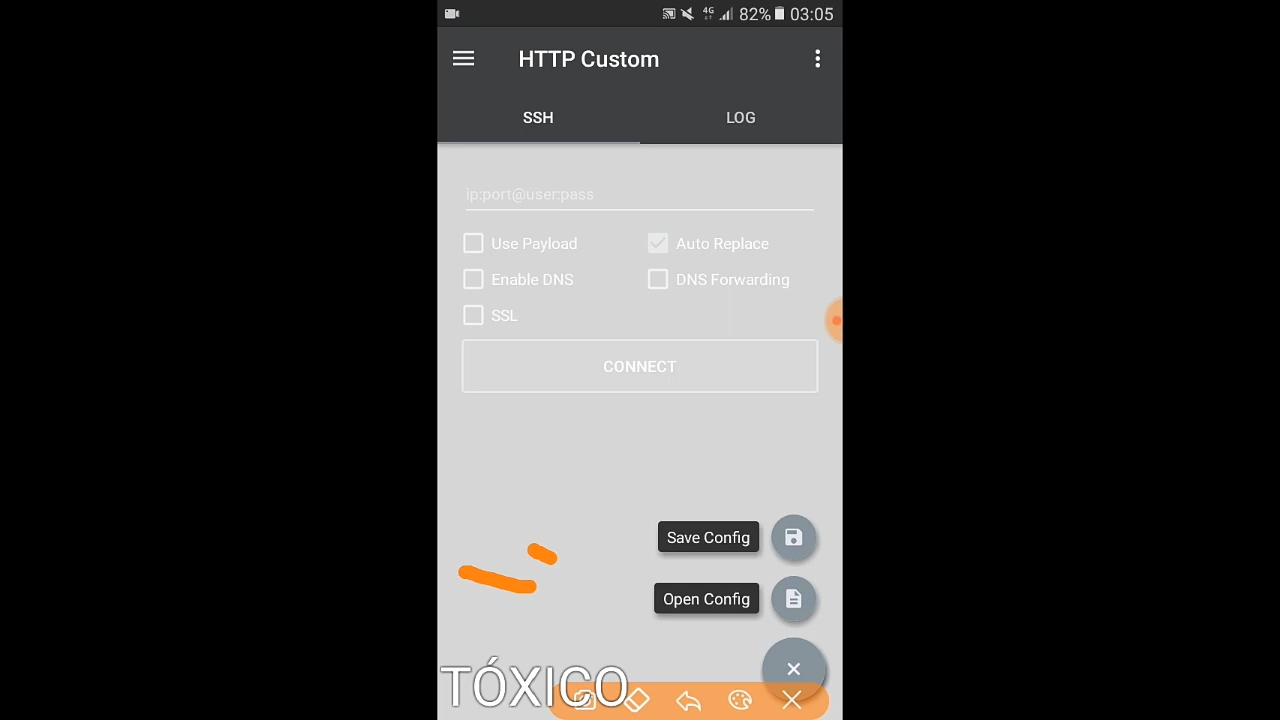 4G 82% 03:05
HTTP Custom
SSH LOG
ip:port@user:pass
Use Payload Auto Replace
Enable DNS DNS Forwarding
SSL
CONNECT
Save Config
Open Config
TÓXICO